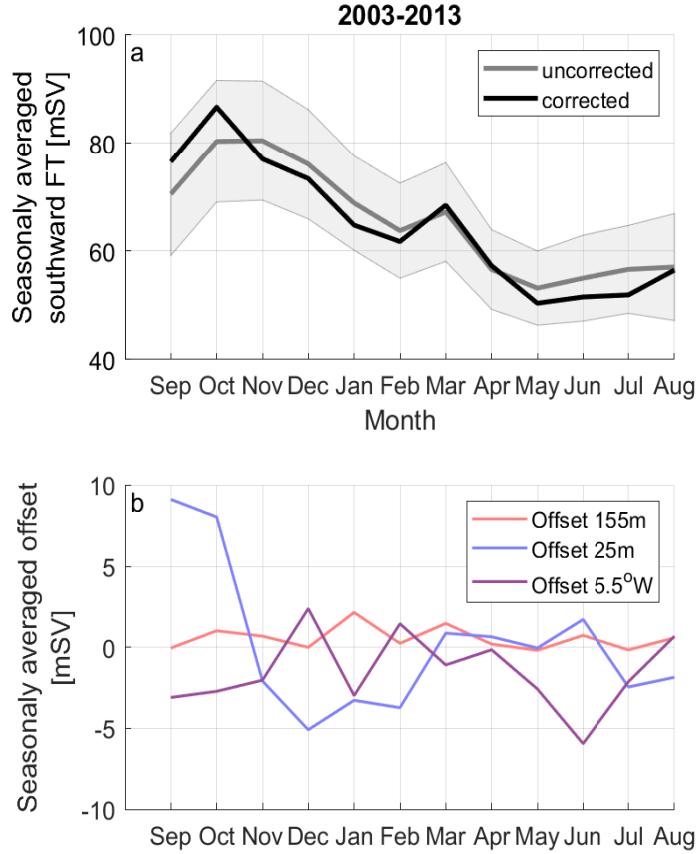 2003-2013
a
Seasonaly averaged
southward FT [mSV]
100
80
60
40
uncorrected
corrected
Sep Oct Nov Dec Jan Feb Mar Apr May Jun Jul Aug
Month
b
Seasonaly averaged offset
[mSV]
10
5
0
-5
-10
Offset 155m
Offset 25m
Offset 5.5°W
Sep Oct Nov Dec Jan Feb Mar Apr May Jun Jul Aug